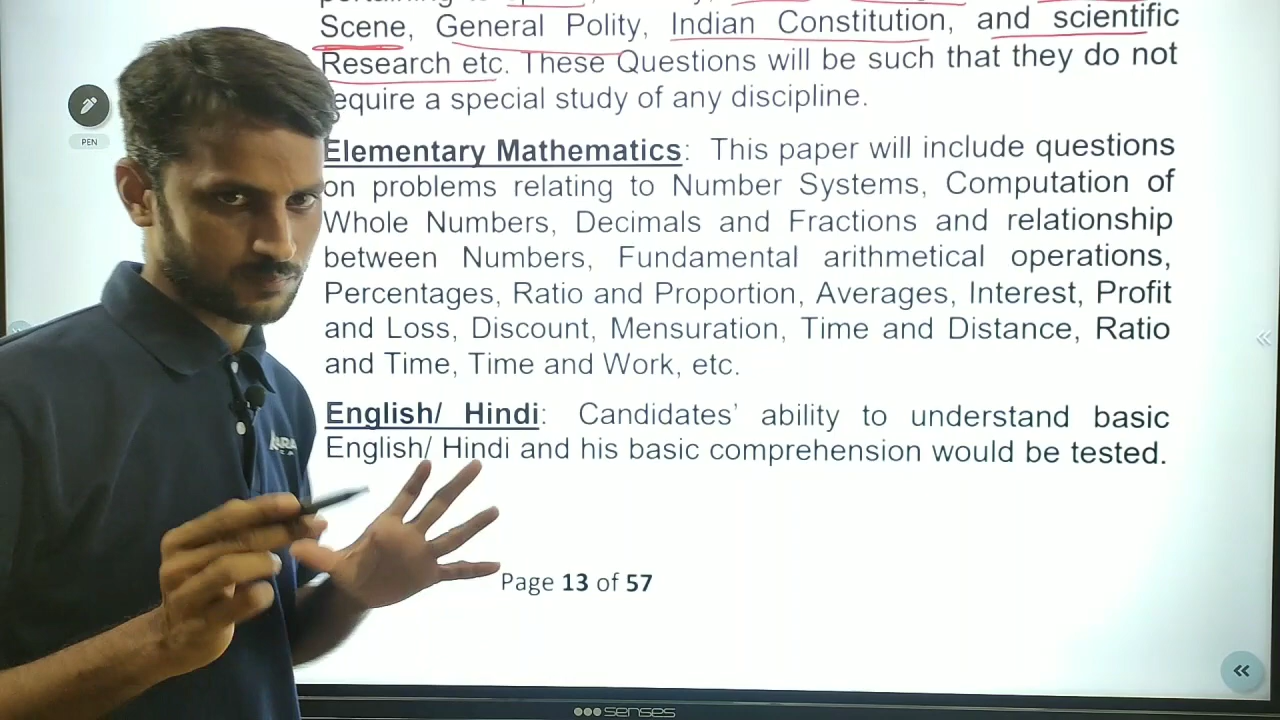 Scene, General Polity, Indian Constitution, and scientific
Research etc. These Questions will be such that they do not
equire a special study of any discipline.
PEN
Elementary Mathematics: This paper will include questions
on problems relating to Number Systems, Computation of
Whole Numbers, Decimals and Fractions and relationship
between Numbers, Fundamental arithmetical operations,
Percentages, Ratio and Proportion, Averages, Interest, Profit
and Loss, Discount, Mensuration, Time and Distance, Ratio
and Time, Time and Work, etc.
English/ Hindi: Candidates’ ability to understand basic
English/ Hindi and his basic comprehension would be tested.
Page 13 of 57
senses